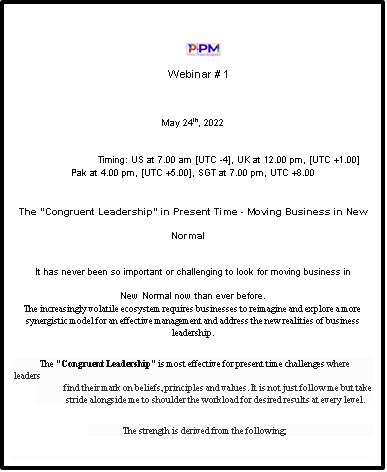 PiPM
Webinar # 1
May 24th, 2022
Timing: US at 7.00 am [UTC -4], UK at 12.00 pm, [UTC +1.00]
Pak at 4.00 pm, [UTC +5.00], SGT at 7.00 pm, UTC +8.00
The "Congruent Leadership" in Present Time - Moving Business in New
Normal
It has never been so important or challenging to look for moving business in
New Normal now than ever before.
The increasingly volatile ecosystem requires businesses to reimagine and explore a more
synergistic model for an effective management and address the new realities of business
leadership.
The "Congruent Leadership" is most effective for present time challenges where
leaders
find their mark on beliefs, principles and values. It is not just follow me but take
stride alongside me to shoulder the workload for desired results at every level.
The strength is derived from the following;